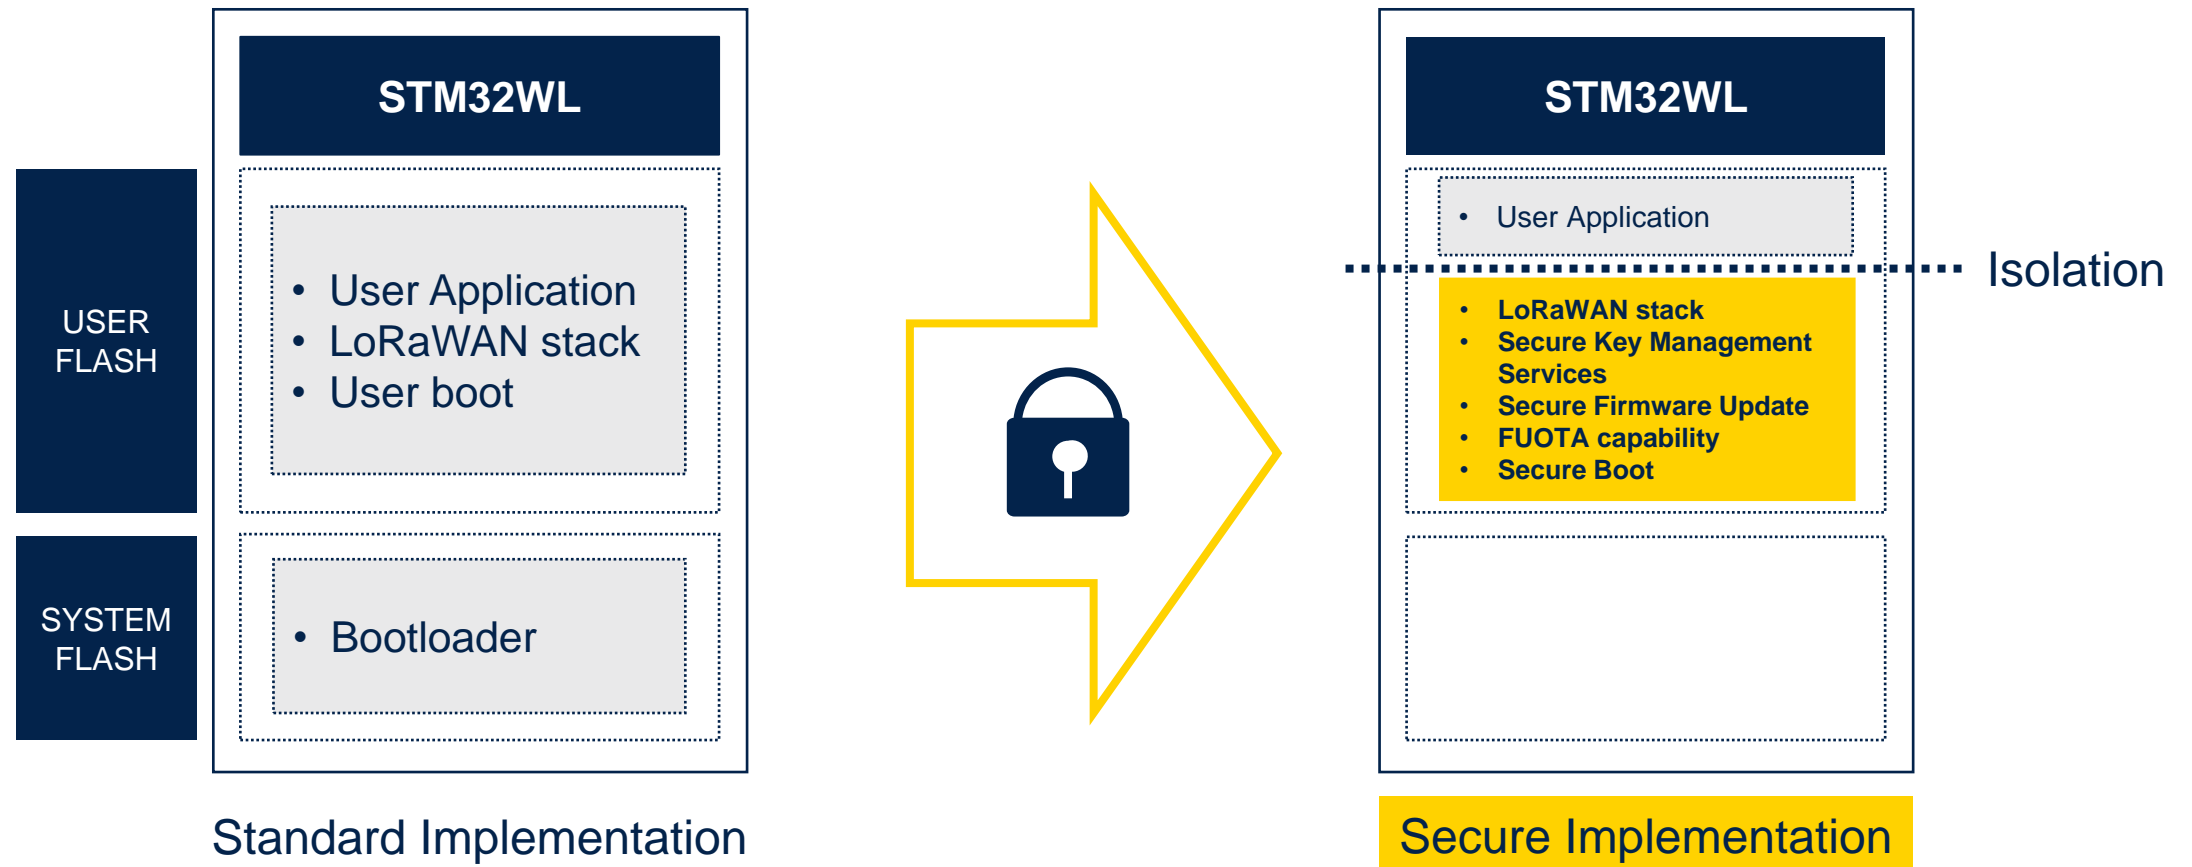 STM32WL
USER
FLASH
• User Application
• LoRaWAN stack
• User boot
SYSTEM
FLASH
• Bootloader
Standard Implementation
STM32WL
• User Application
Isolation
• LoRaWAN stack
• Secure Key Management
Services
• Secure Firmware Update
• FUOTA capability
• Secure Boot
Secure Implementation